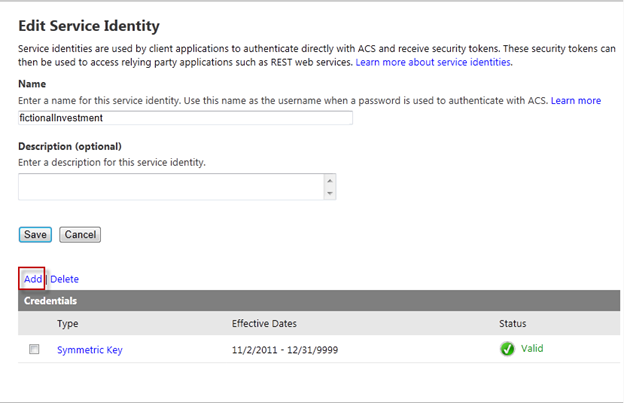 Edit Service Identity
Service identities are used by client applications to authenticate directly with ACS and receive security tokens. These security tokens can
then be used to access relying party applications such as REST web services. Learn more about service identities.
Name
Enter a name for this service identity. Use this name as the username when a password is used to authenticate with ACS. Learn more
fictionalInvestment
Description (optional)
Enter a description for this service identity.
Save Cancel
Add | Delete
Credentials
Type Effective Dates Status
Symmetric Key 11/2/2011 - 12/31/9999 Valid